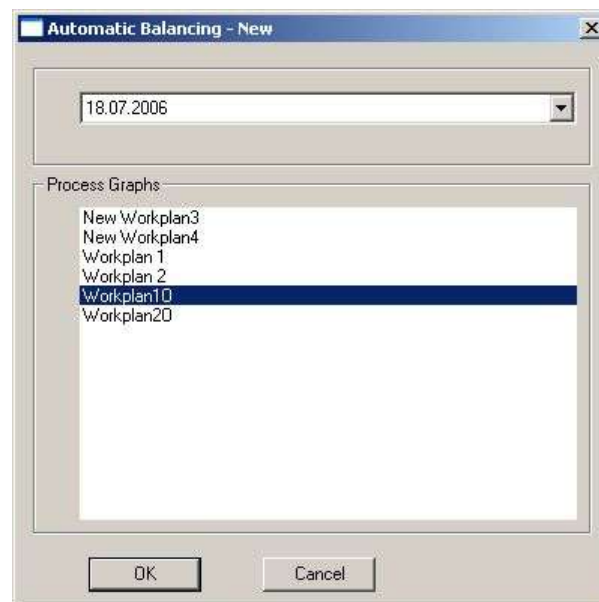 Automatic Balancing - New
18.07.2006
Process Graphs
New Workplan3
New Workplan4
Workplan 1
Workplan 2
Workplan10
Workplan20
OK
Cancel